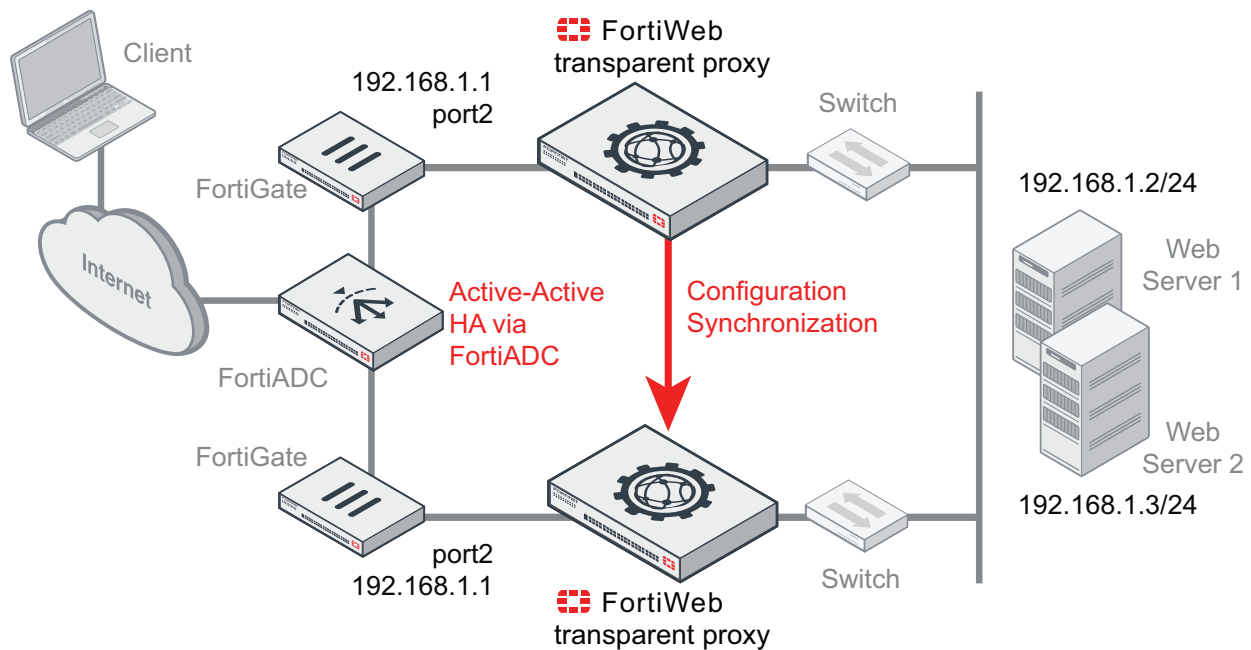 FortiWeb
transparent proxy
Client
192.168.1.1
port2
Switch
FortiGate
192.168.1.2/24
Web
Server 1
Internet
Active-Active
HA via
FortiADC
Configuration
Synchronization
FortiADC
FortiGate
Web
Server 2
192.168.1.3/24
port2
192.168.1.1
Switch
FortiWeb
transparent proxy